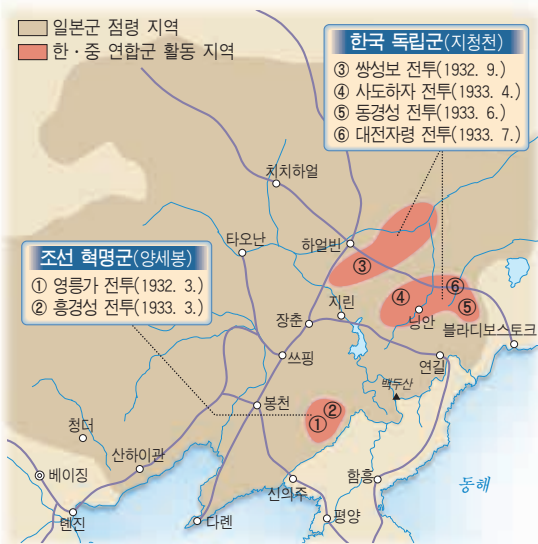 일본군 점령 지역
한·중 연합군 활동 지역
한국 독립군(지청천)
③ 쌍성보 전투(1932. 9.)
④ 사도하자 전투(1932. 4.)
⑤ 동경성 전투(1933. 6.)
⑥ 대전자령 전투(1933. 7.)
치치하얼
타오난
하얼빈
조선 혁명군(양세봉)
① 영릉가 전투(1932. 3.)
② 흥경성 전투(1933. 3.)
③
④
⑥
⑤
지린
닝안
장춘
블라디보스토크
쓰핑
연길
백두산
봉천
②
①
청더
산하이관
베이징
신의주
함흥
동해
톈진
다롄
평양